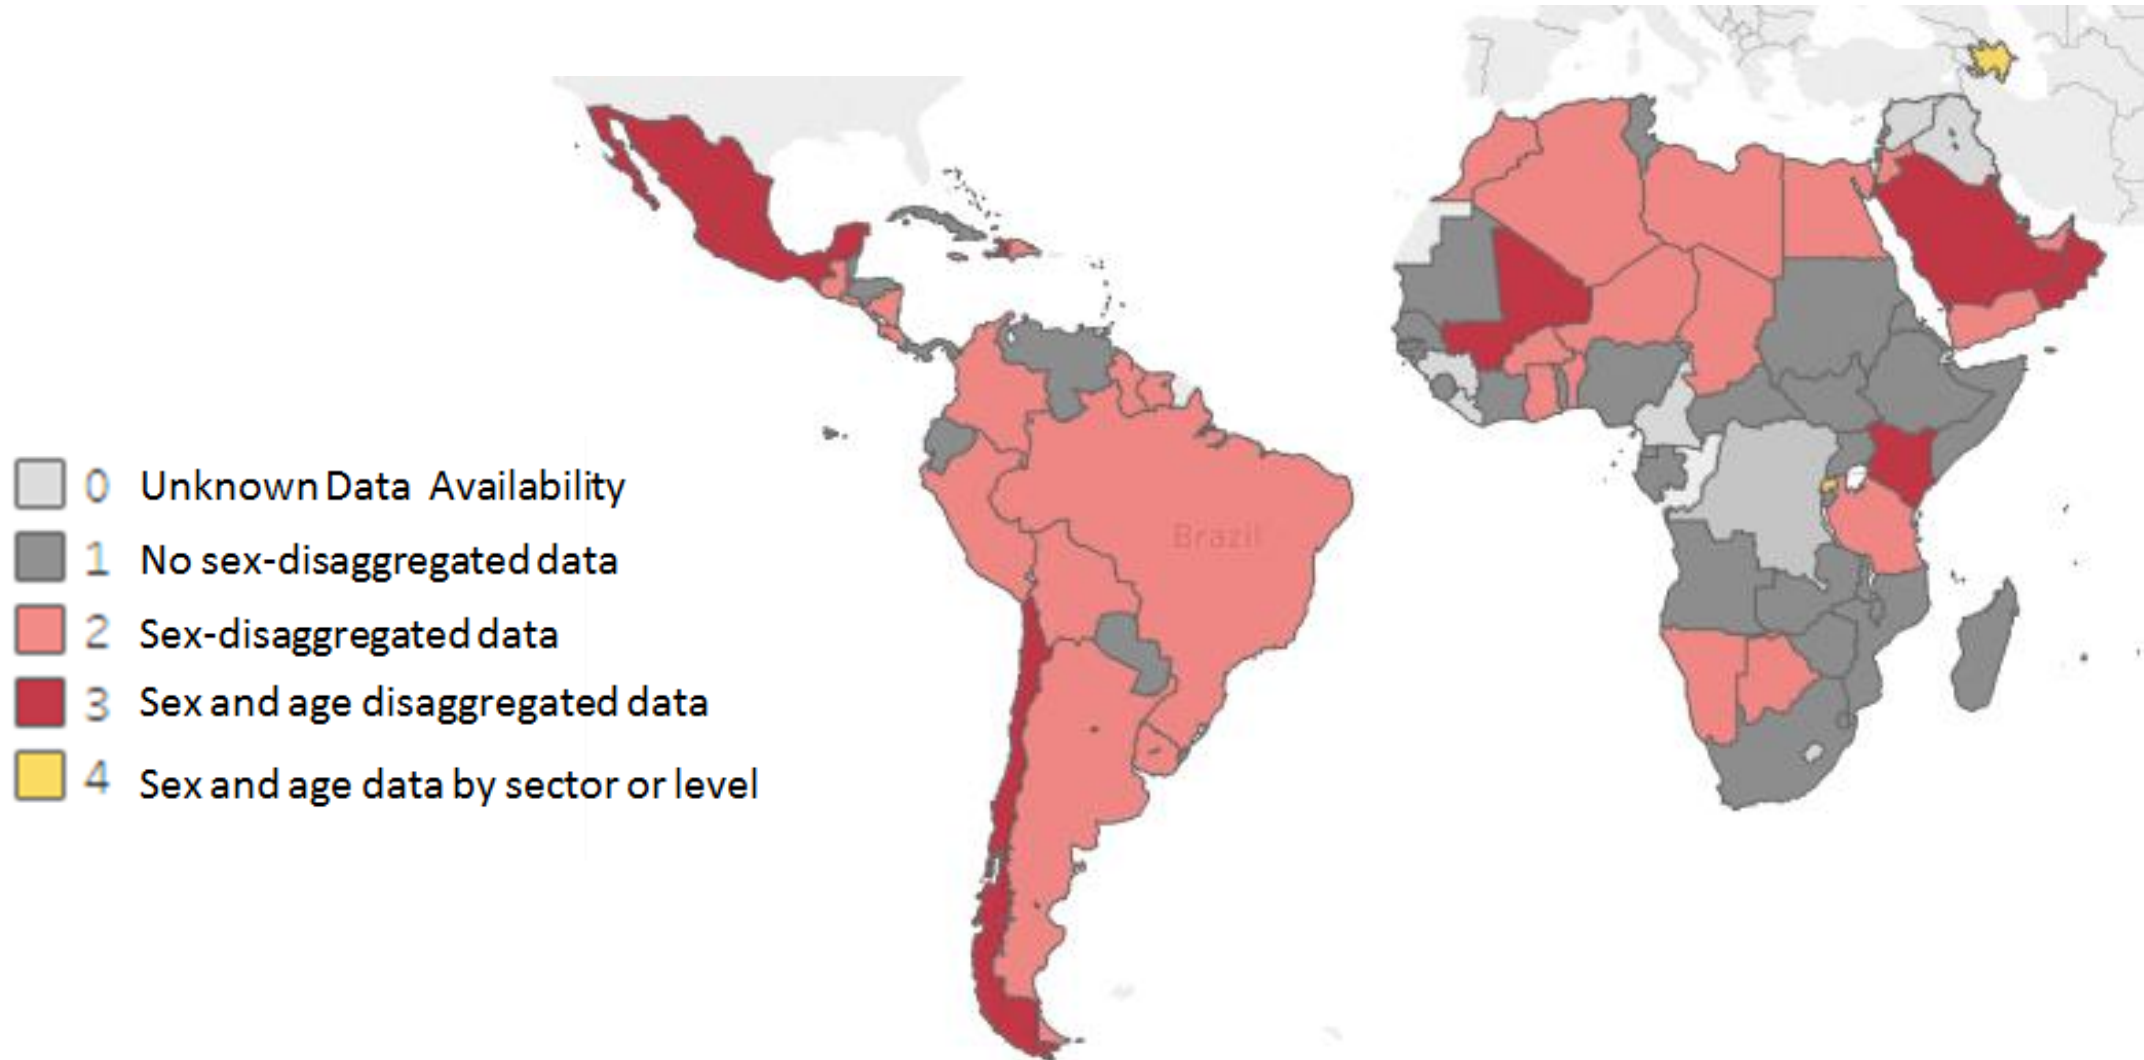 0 Unknown Data Availability
1 No sex-disaggregated data
2 Sex-disaggregated data
3 Sex and age disaggregated data
4 Sex and age data by sector or level
Brazil